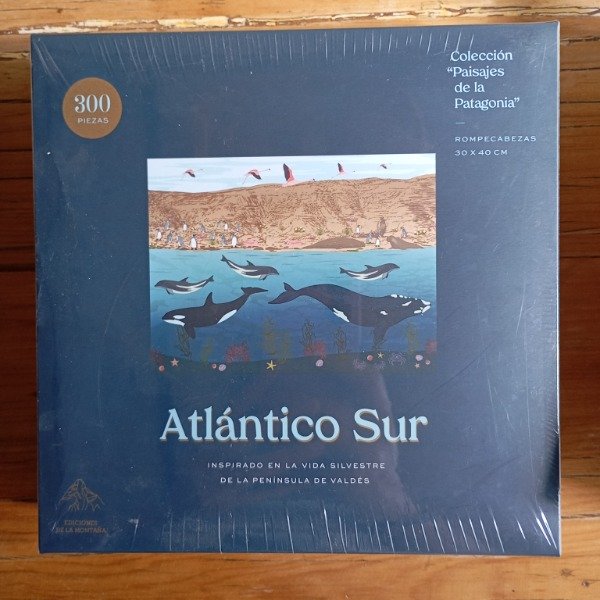 300
PIEZAS
Colección
"Paisajes
de la
Patagonia"
ROMPECABEZAS
30 X 40 CM
Atlántico Sur
INSPIRADO EN LA VIDA SILVESTRE
DE LA PENÍNSULA DE VALDÉS
EDICIONES
DE LA MONTAÑA